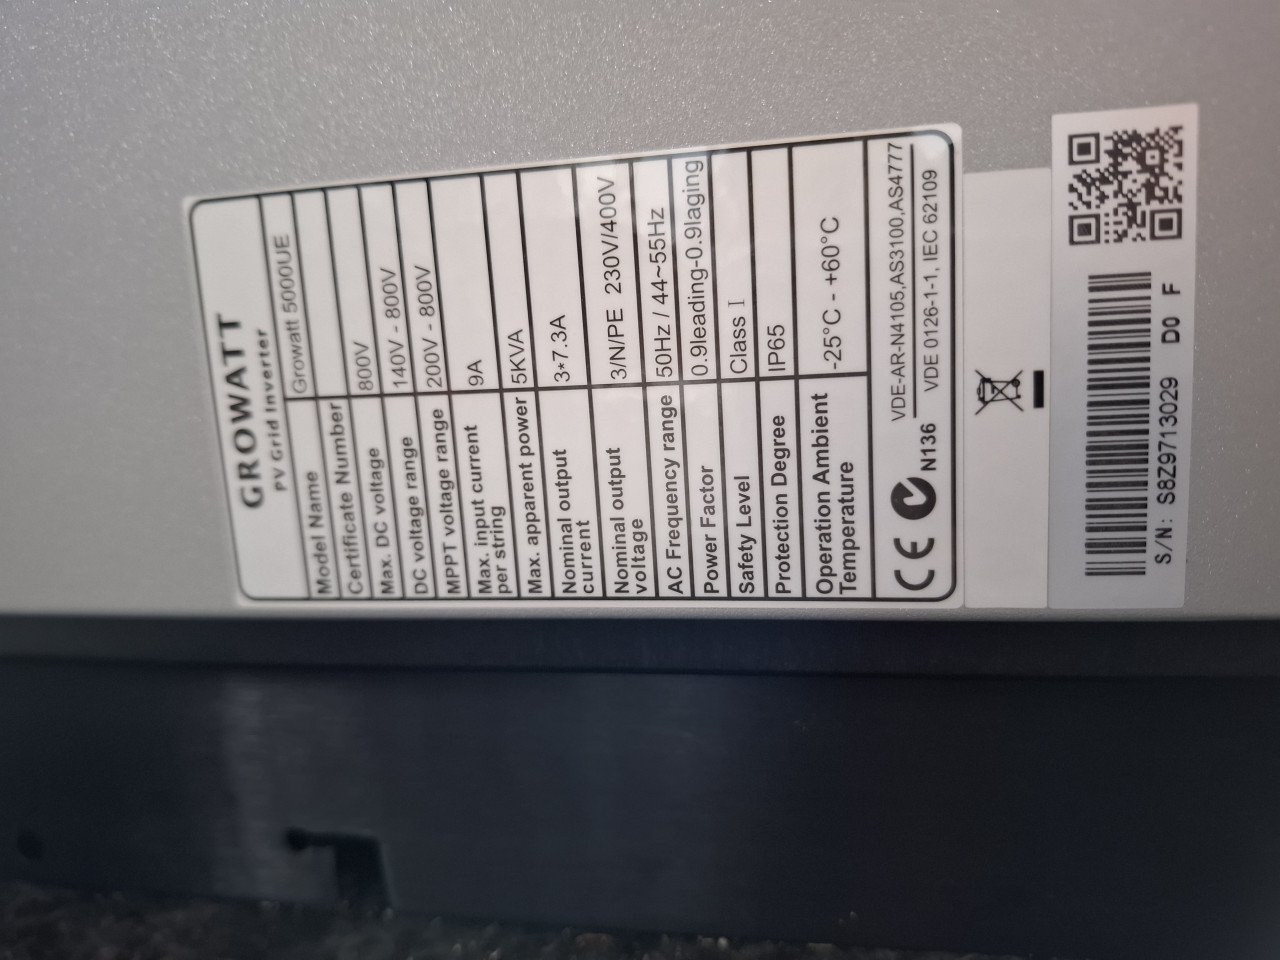 GROWATT
PV Grid Inverter
Model Name Growatt 5000UE
Certificate Number
Max. DC voltage 800V
DC voltage range 140V - 800V
MPPT voltage range 200V - 800V
Max. input current per string 9A
Max. apparent power 5KVA
Nominal output current 3*7.3A
Nominal output voltage 3/N/PE 230V/400V
AC Frequency range 50Hz / 44~55Hz
Power Factor 0.9leading-0.9laging
Safety Level Class I
Protection Degree IP65
Operation Ambient Temperature -25°C - +60°C
CE N136
VDE-AR-N4105,AS3100,AS4777
VDE 0126-1-1, IEC 62109
S/N: S8Z9713029 D0 F